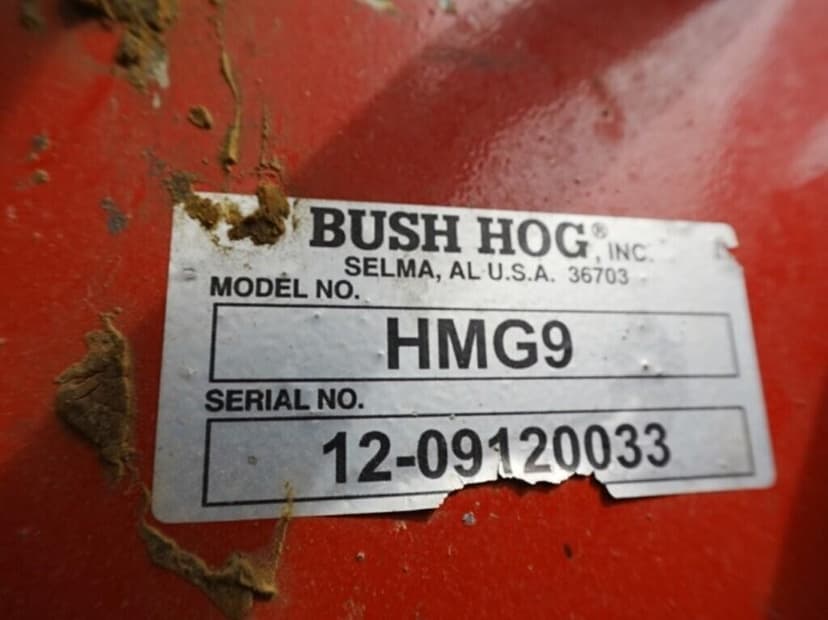 BUSH HOG®, INC.
SELMA, AL U.S.A. 36703
MODEL NO.
HMG9
SERIAL NO.
12-09120033